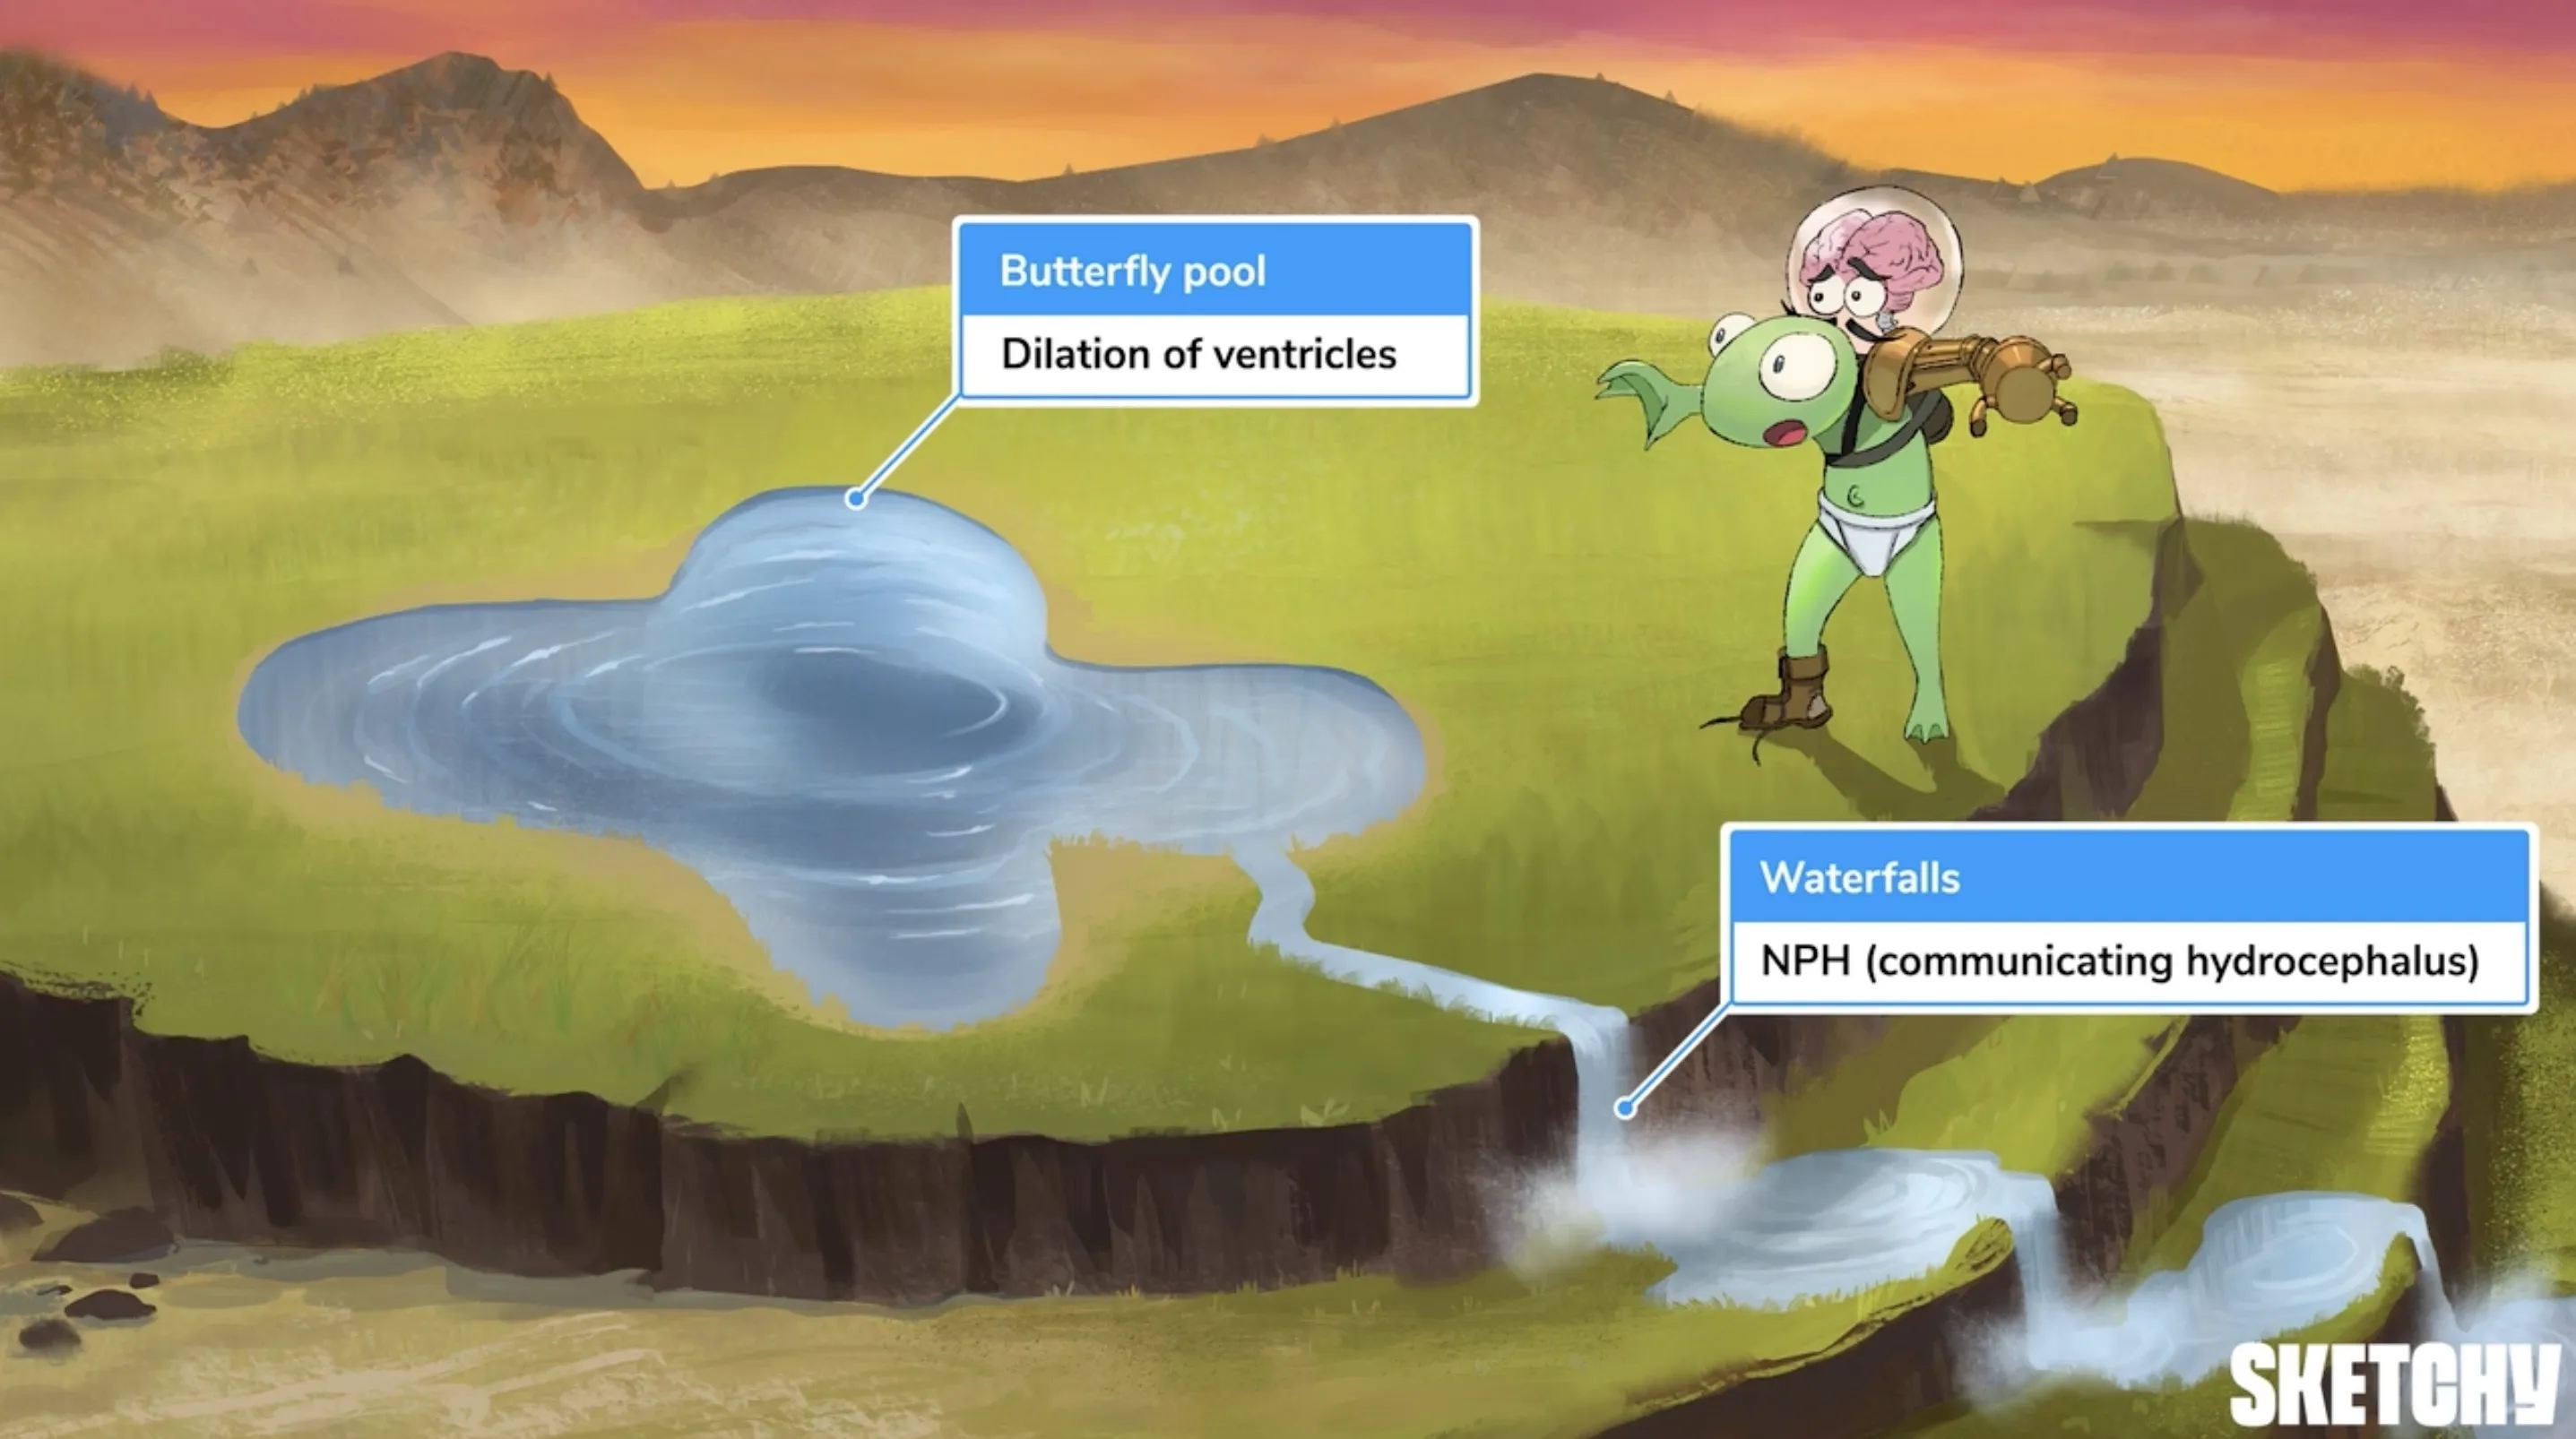 Butterfly pool
Dilation of ventricles
Waterfalls
NPH (communicating hydrocephalus)
SKETCHY